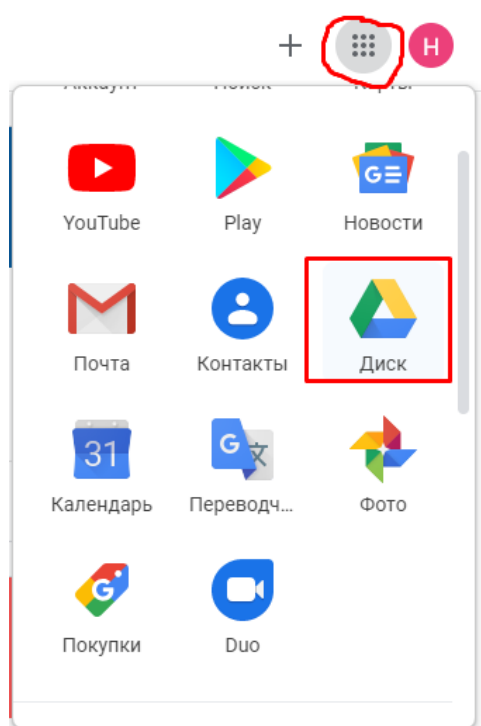 H
YouTube Play Новости
Почта Контакты Диск
31 G
Календарь Переводч... Фото
G
Покупки Duo